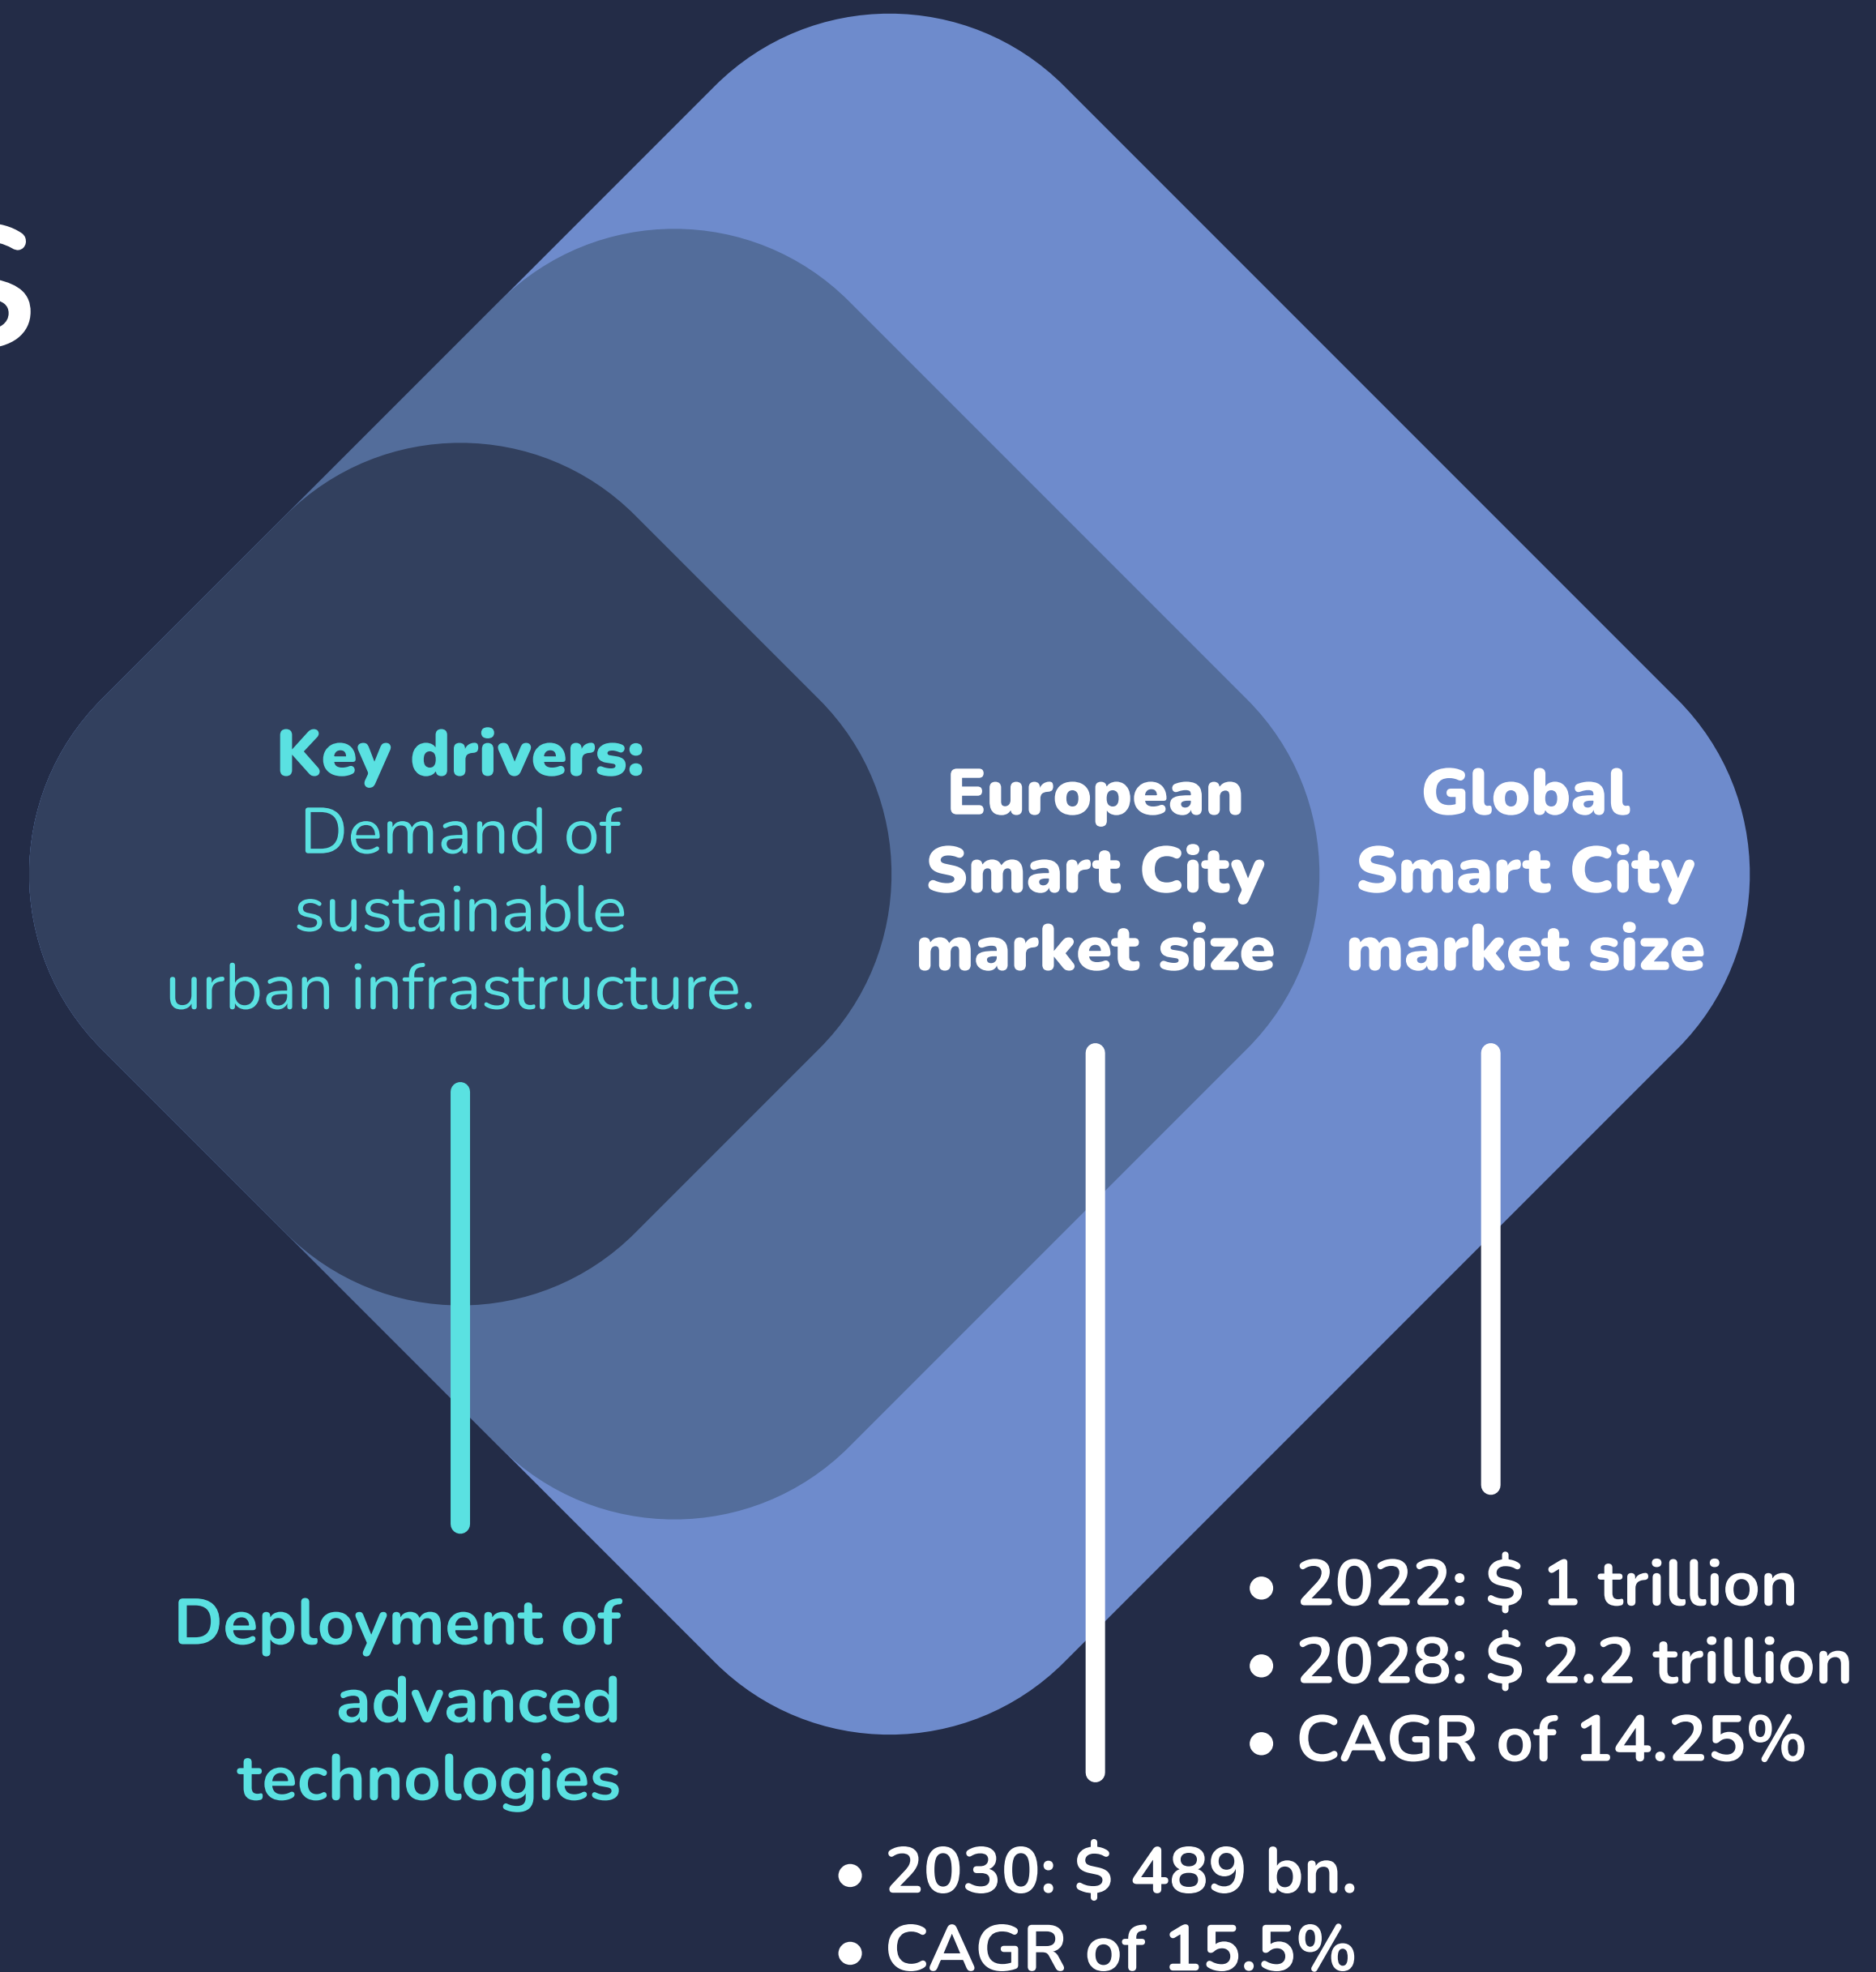 Key drivers:
Demand of
sustainable
urban infrastructure.
Deployment of
advanced
technologies
European
Smart City
market size
• 2030: $ 489 bn.
• CAGR of 15.5%
Global
Smart City
market size
• 2022: $ 1 trillion
• 2028: $ 2.2 trillion
• CAGR of 14.25%